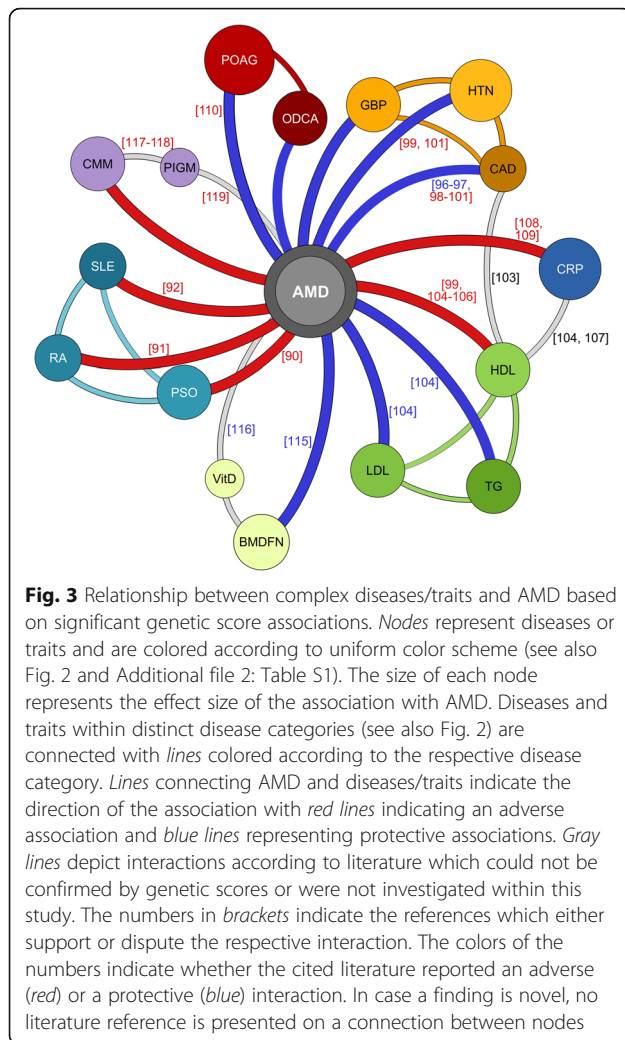 POAG
HTN
GBP
[110]
ODCA
[99, 101]
[117-118]
CMM
PIGM
CAD
[96-97,
98-101]
[119]
[108,
109]
SLE
AMD
CRP
[103]
[99,
104-106]
[92]
[104, 107]
RA
[91]
[90]
HDL
PSO
[104]
[104]
[116]
[115]
LDL
TG
VitD
BMDFN
Fig. 3 Relationship between complex diseases/traits and AMD based
on significant genetic score associations. Nodes represent diseases or
traits and are colored according to uniform color scheme (see also
Fig. 2 and Additional file 2: Table S1). The size of each node
represents the effect size of the association with AMD. Diseases and
traits within distinct disease categories (see also Fig. 2) are
connected with lines colored according to the respective disease
category. Lines connecting AMD and diseases/traits indicate the
direction of the association with red lines indicating an adverse
association and blue lines representing protective associations. Gray
lines depict interactions according to literature which could not be
confirmed by genetic scores or were not investigated within this
study. The numbers in brackets indicate the references which either
support or dispute the respective interaction. The colors of the
numbers indicate whether the cited literature reported an adverse
(red) or a protective (blue) interaction. In case a finding is novel, no
literature reference is presented on a connection between nodes